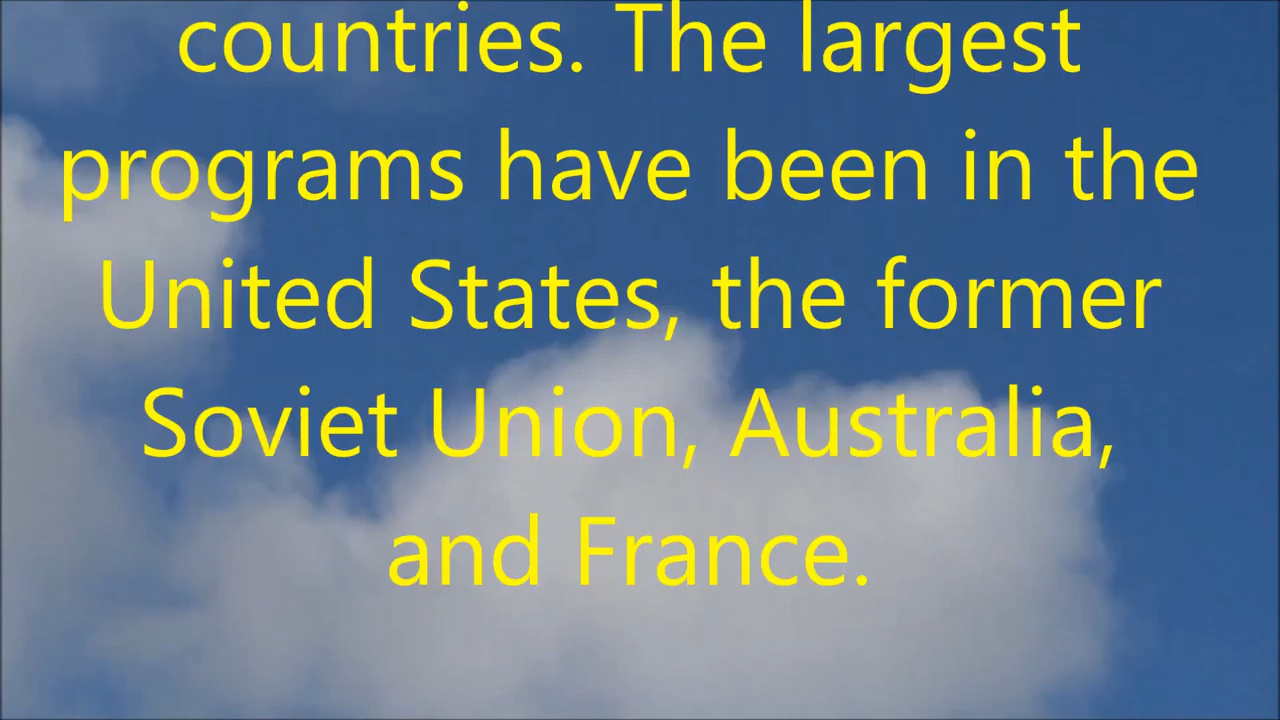 countries. The largest
programs have been in the
United States, the former
Soviet Union, Australia,
and France.